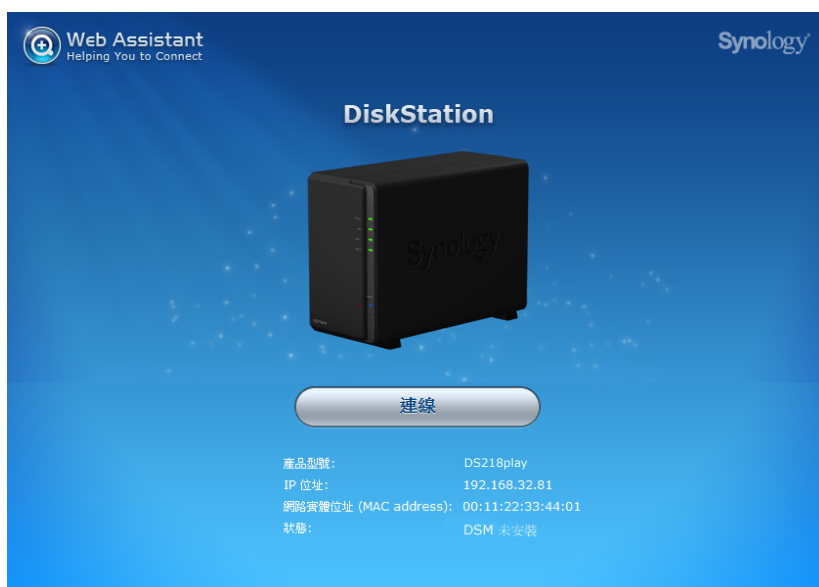 Web Assistant
Synology
Helping You to Connect
DiskStation
Synology
連線
產品型號: DS218play
IP 位址: 192.168.32.81
網路實體位址 (MAC address): 00:11:22:33:44:01
狀態: DSM 未安裝